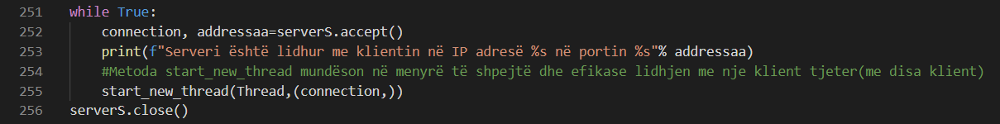 251 while True:
252 connection, addressaa=serverS.accept()
253 print(f"Serveri është lidhur me klientin në IP adresë %s në portin %s"% addressaa)
254 #Metoda start_new_thread mundëson në menyrë të shpejtë dhe efikase lidhjen me nje klient tjeter(me disa klient)
255 start_new_thread(Thread,(connection,))
256 serverS.close()